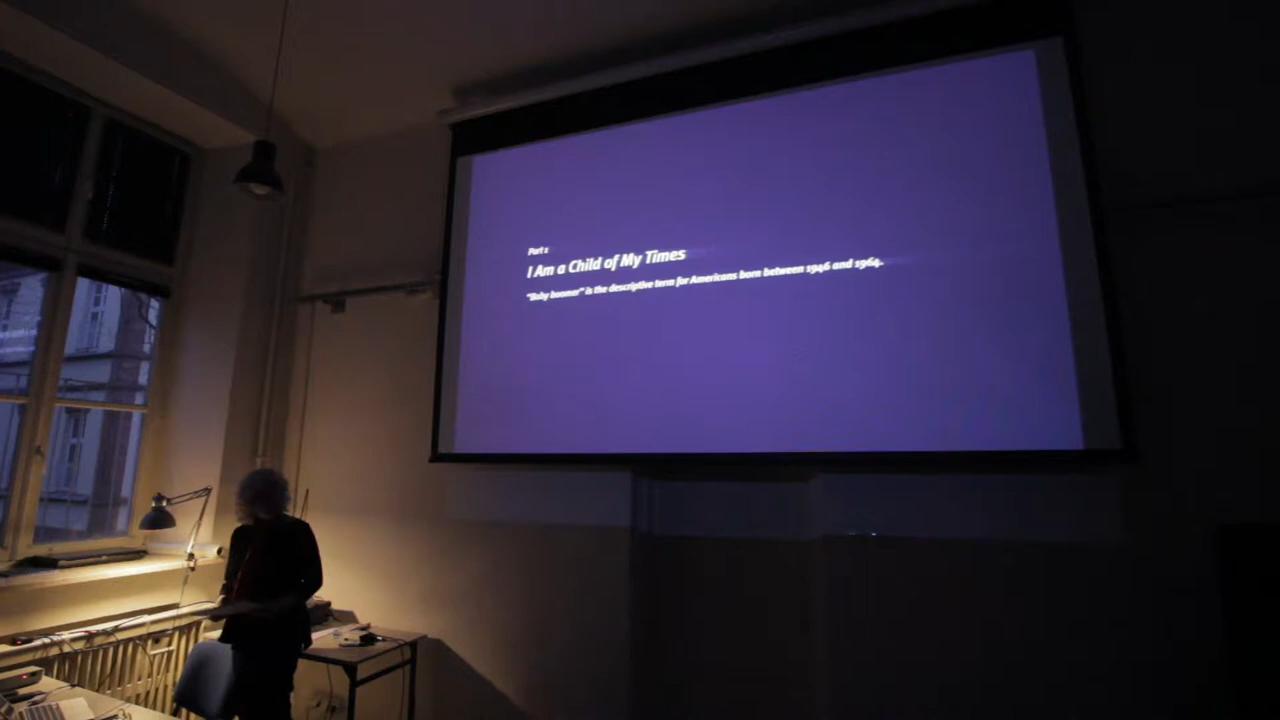 Part 1
I Am a Child of My Times
"Baby boomer" is the descriptive term for Americans born between 1946 and 1964.